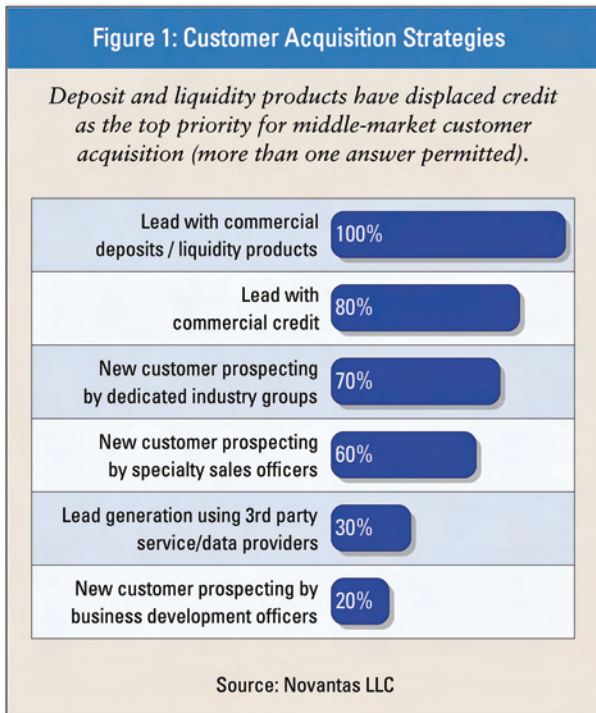 Figure 1: Customer Acquisition Strategies
Deposit and liquidity products have displaced credit
as the top priority for middle-market customer
acquisition (more than one answer permitted).
Lead with commercial
deposits / liquidity products
100%
Lead with
commercial credit
80%
New customer prospecting
by dedicated industry groups
70%
New customer prospecting
by specialty sales officers
60%
Lead generation using 3rd party
service/data providers
30%
New customer prospecting by
business development officers
20%
Source: Novantas LLC